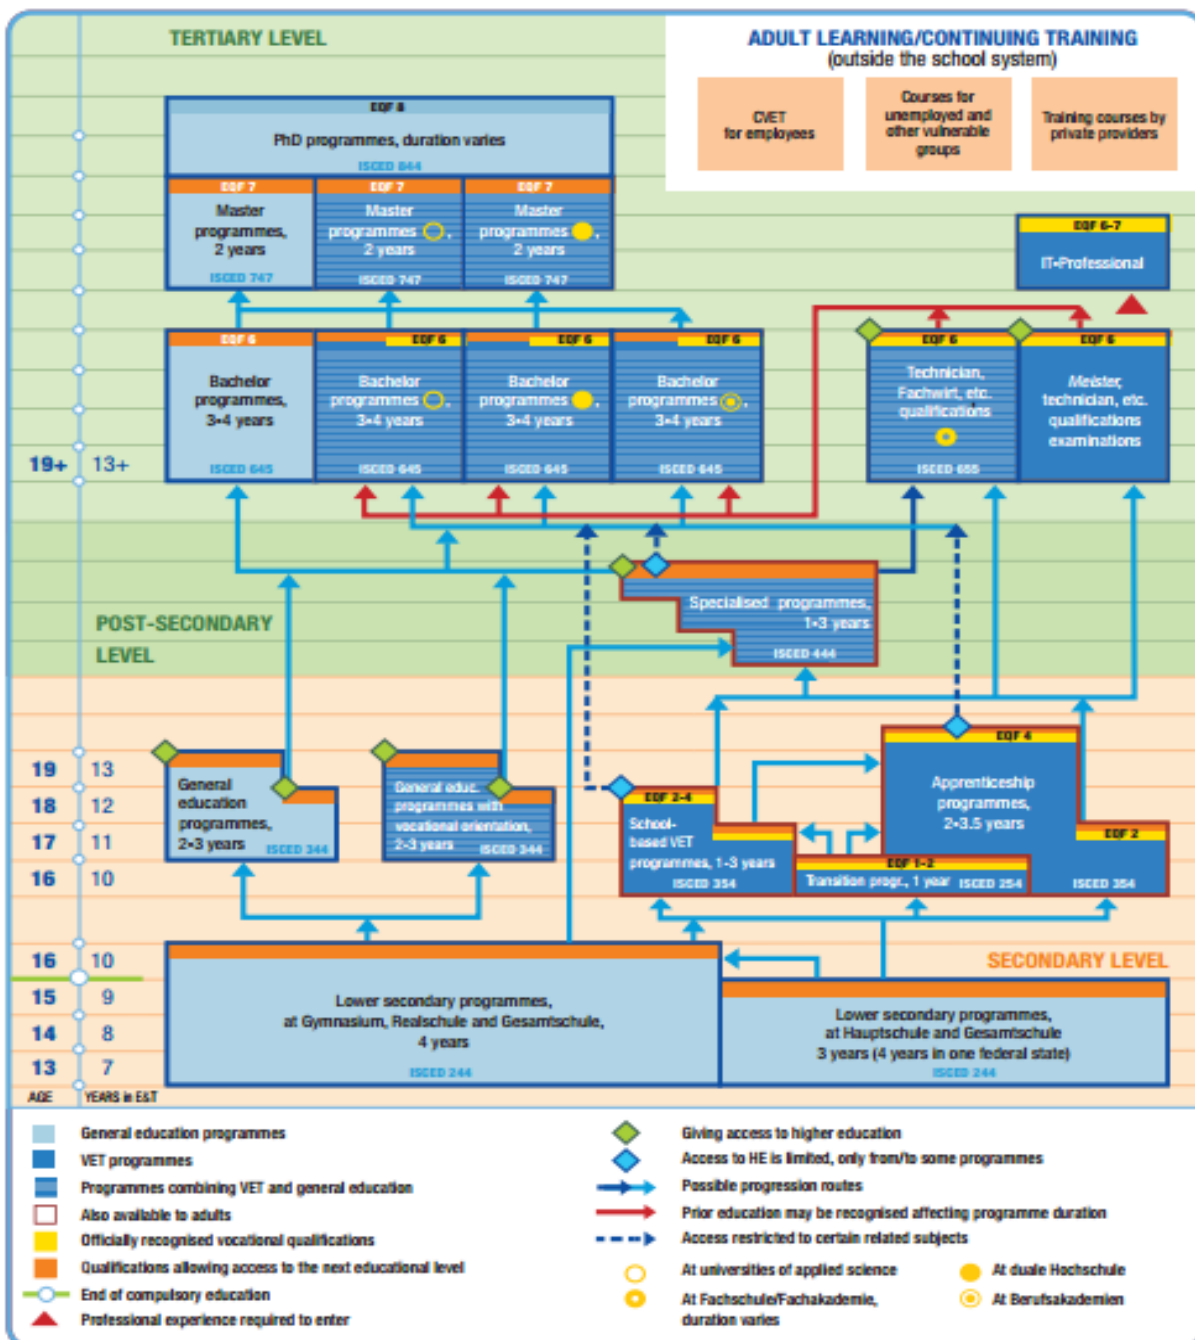 TERTIARY LEVEL
ADULT LEARNING/CONTINUING TRAINING
(outside the school system)
CVET
for employees
Courses for
unemployed and
other vulnerable
groups
Training courses by
private providers
EQF 8
PhD programmes, duration varies
ISCED 844
EQF 7
Master
programmes,
2 years
ISCED 747
EQF 7
Master
programmes ,
2 years
ISCED 747
EQF 7
Master
programmes ,
2 years
ISCED 747
EQF 6-7
IT-Professional
EQF 6
Bachelor
programmes,
3-4 years
ISCED 645
EQF 6
Bachelor
programmes ,
3-4 years
ISCED 645
EQF 6
Bachelor
programmes ,
3-4 years
ISCED 645
EQF 6
Bachelor
programmes ,
3-4 years
ISCED 645
EQF 6
Technician,
Fachwirt, etc.
qualifications
ISCED 655
EQF 6
Meister,
technician, etc.
qualifications
examinations
19+ 13+
POST-SECONDARY
LEVEL
Specialised programmes,
1-3 years
ISCED 444
19 13
18 12
17 11
16 10
General
education
programmes,
2-3 years
ISCED 344
General educ.
programmes with
vocational orientation,
2-3 years
ISCED 344
EQF 2-4
School-
based VET
programmes, 1-3 years
ISCED 354
EQF 4
Apprenticeship
programmes,
2-3.5 years
EQF 2
ISCED 354
EQF 1-2
Transition progr., 1 year
ISCED 254
SECONDARY LEVEL
16 10
15 9
14 8
13 7
AGE YEARS in E&T
Lower secondary programmes,
at Gymnasium, Realschule and Gesamtschule,
4 years
ISCED 244
Lower secondary programmes,
at Hauptschule and Gesamtschule
3 years (4 years in one federal state)
ISCED 244
General education programmes
VET programmes
Programmes combining VET and general education
Also available to adults
Officially recognised vocational qualifications
Qualifications allowing access to the next educational level
End of compulsory education
Professional experience required to enter
Giving access to higher education
Access to HE is limited, only from/to some programmes
Possible progression routes
Prior education may be recognised affecting programme duration
Access restricted to certain related subjects
At universities of applied science
At duale Hochschule
At Fachschule/Fachakademie,
duration varies
At Berufsakademien